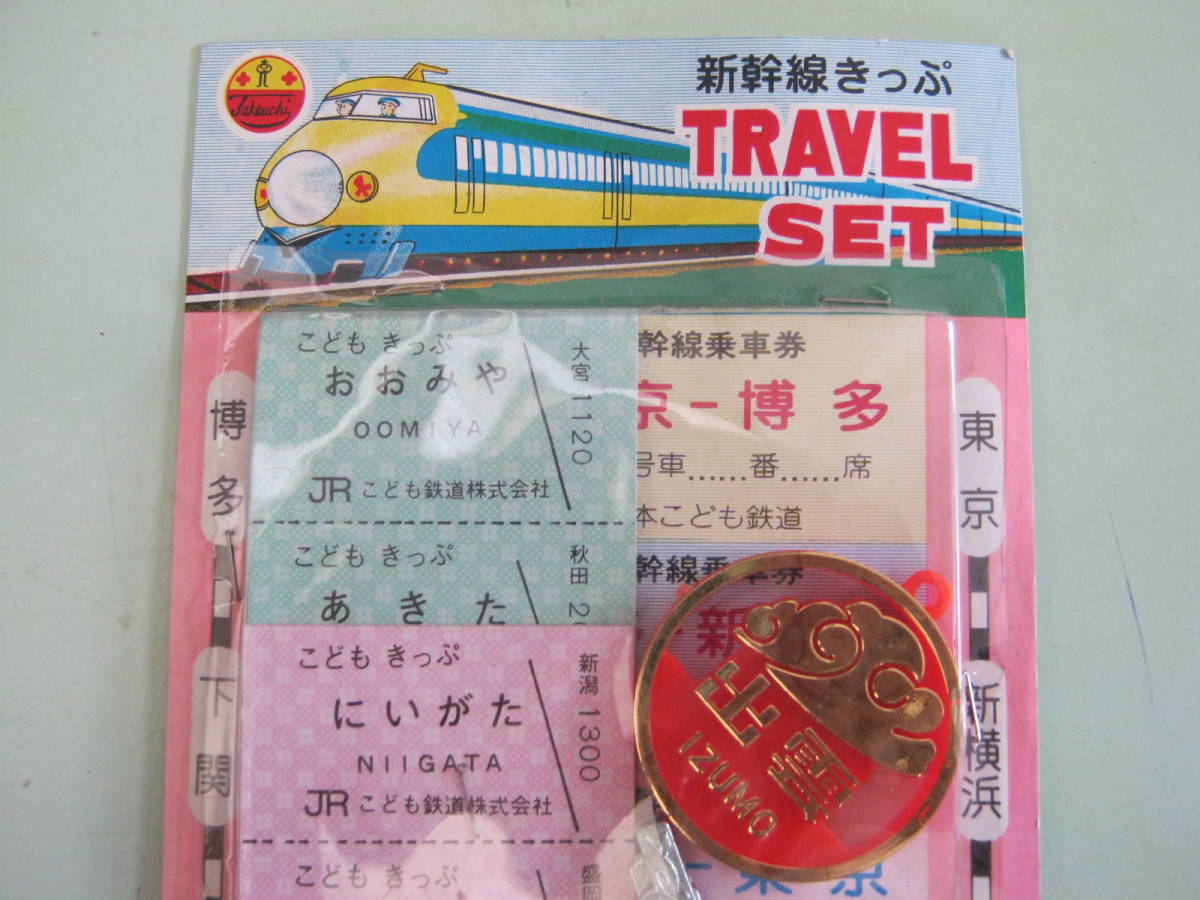 Takeuchi
新幹線きっぷ
TRAVEL
SET
博多
下関
こども きっぷ
おおみや
OOMIYA
JR こども鉄道株式会社
大宮 1120
こども きっぷ
あきた
秋田
こども きっぷ
にいがた
NIIGATA
JR こども鉄道株式会社
新潟 1300
こども きっぷ
幹線乗車券
京-博多
号車……番……席
本こども鉄道
幹線乗車券
新
出雲
IZUMO
東京
東京
新横浜